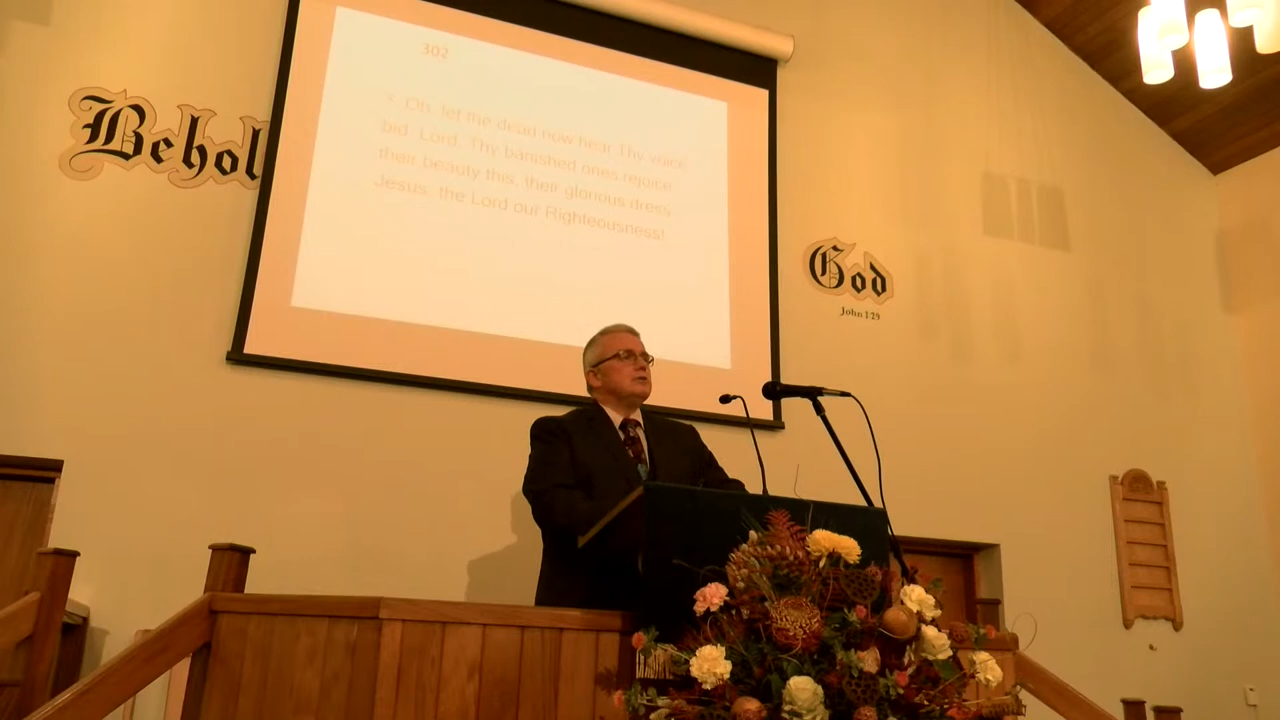 Behol
302
Oh, let the dead now hear Thy voice
bid, Lord, Thy banished ones rejoice
their beauty this, their glorious dress,
Jesus, the Lord our Righteousness!
God
John 1:29